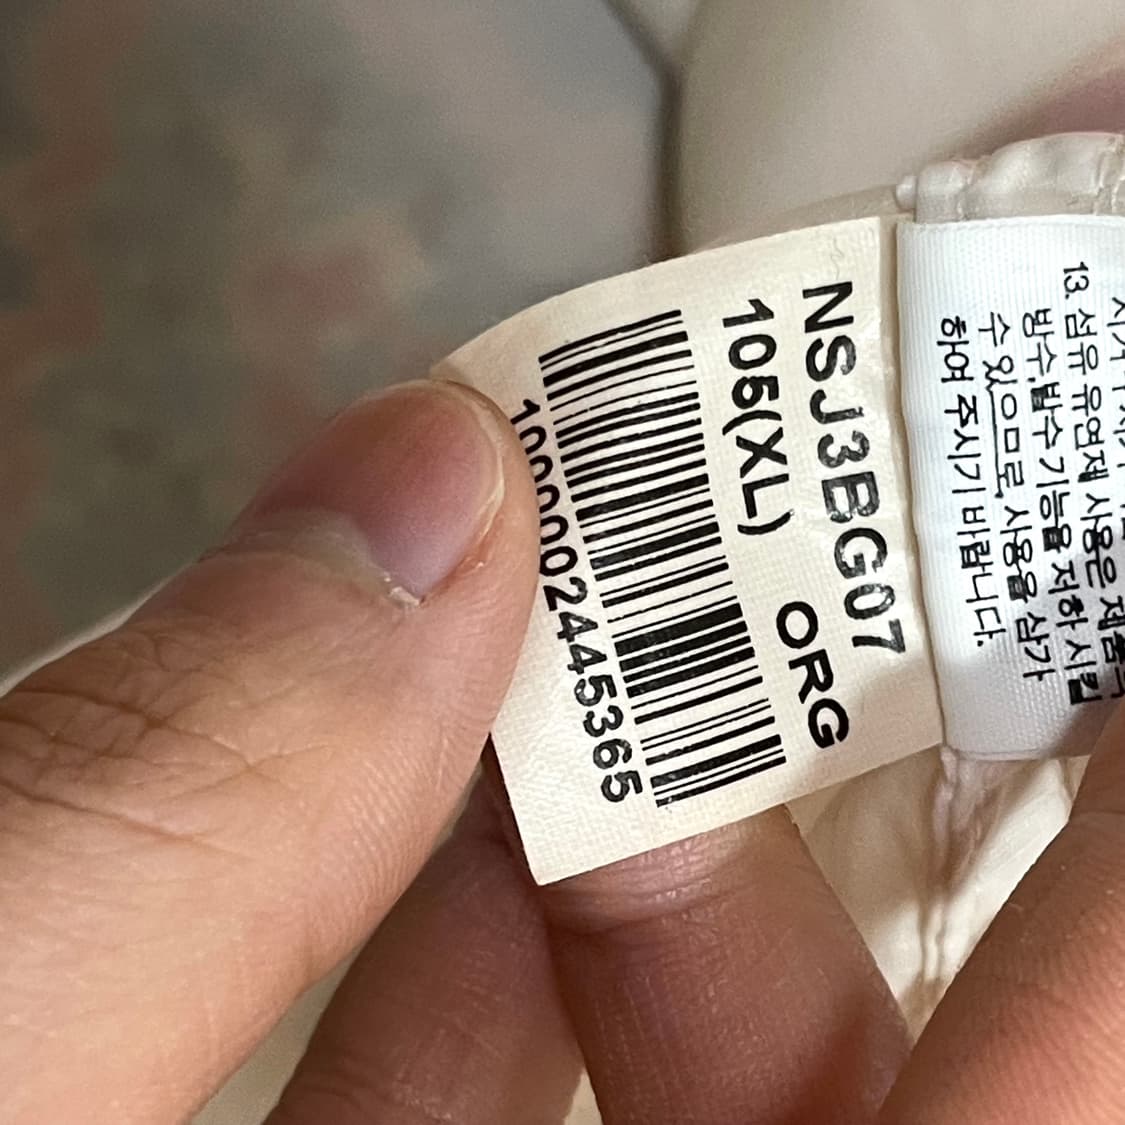 NSJ3BG07
105(XL) ORG
13. 섬유 유연제 사용은 제품의
방수,발수 기능을 저하 시킬
수 있으므로 사용을 삼가
하여 주시기 바랍니다.